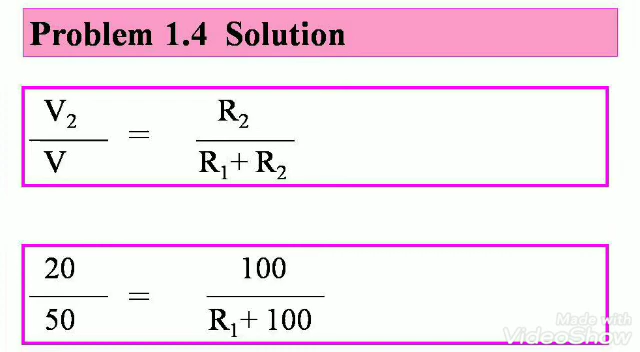 Problem 1.4 Solution
V₂ / V = R₂ / R₁ + R₂
20 / 50 = 100 / R₁ + 100
Made with
VideoShow